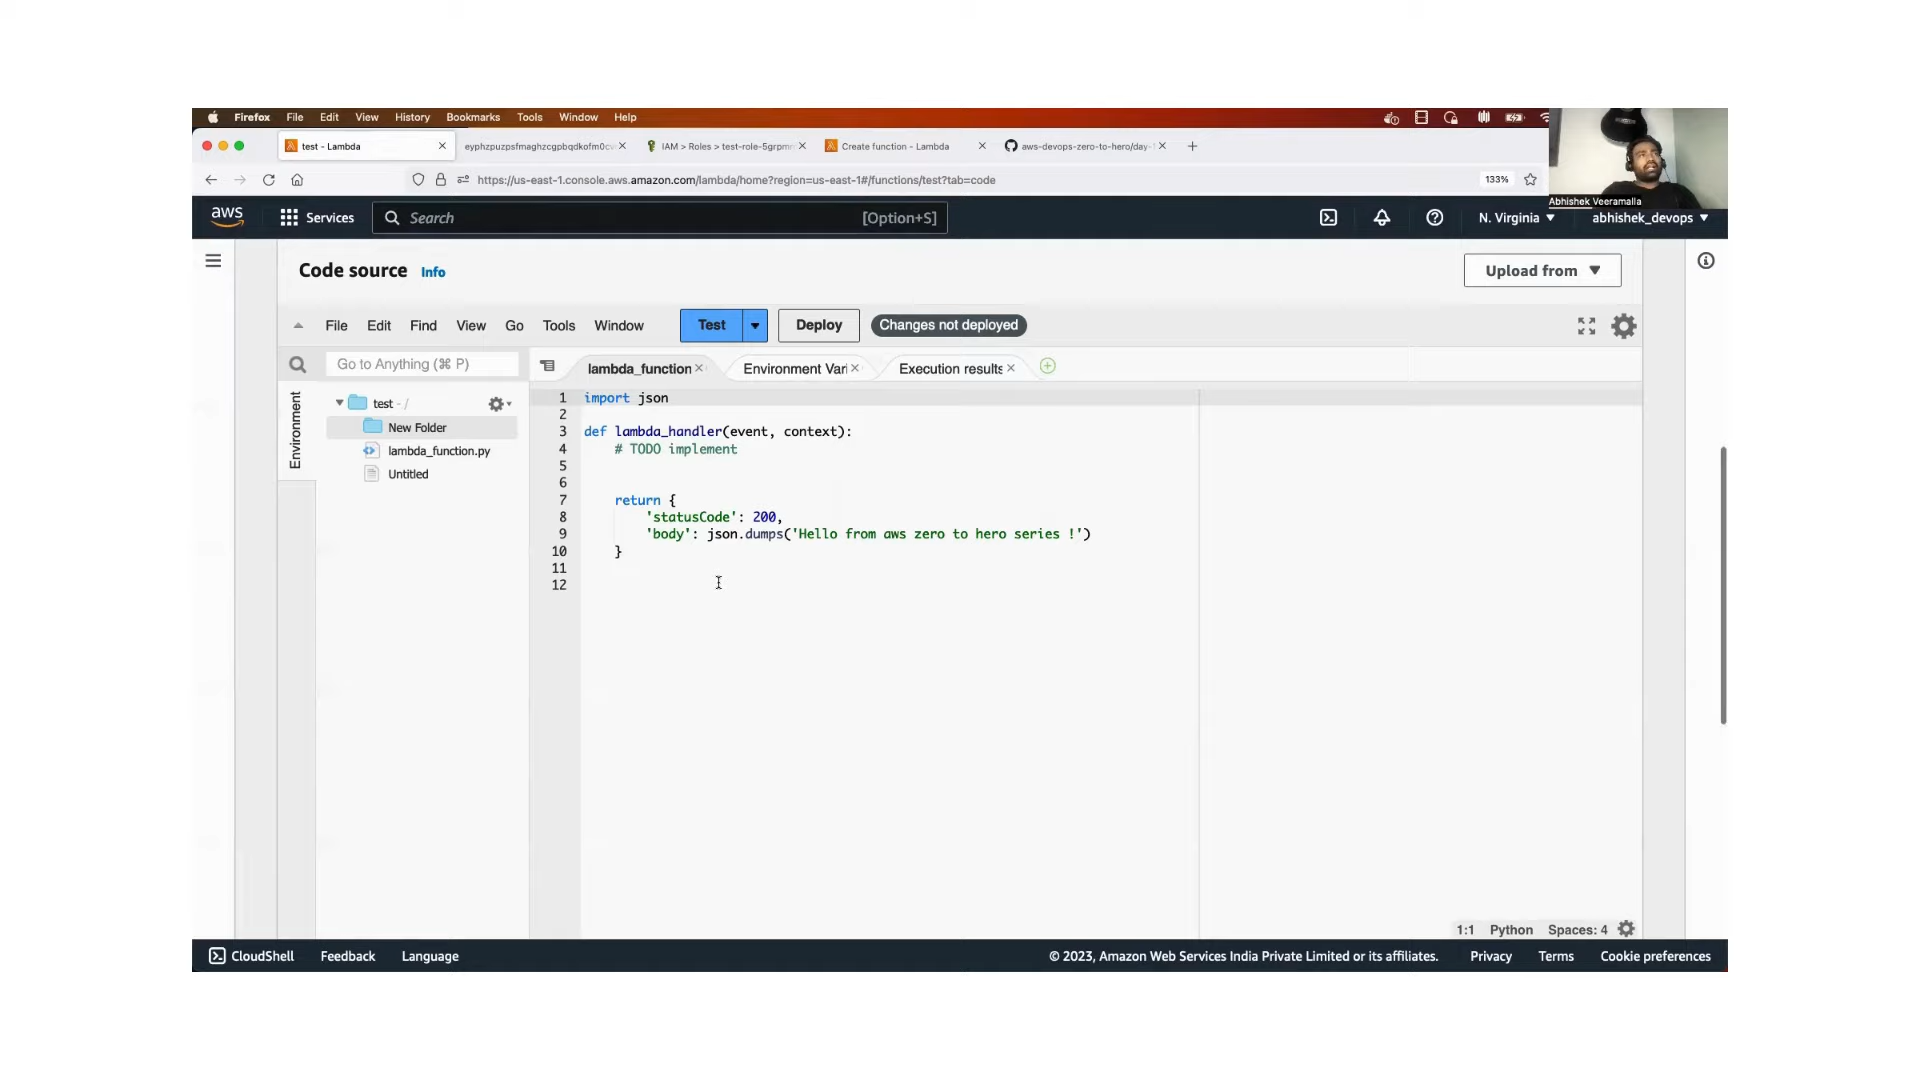 Firefox File Edit View History Bookmarks Tools Window Help
test - Lambda
eyphzpuzpsfmaghzcgpbqdkofm0cv
IAM > Roles > test-role-5grpmr
Create function - Lambda
aws-devops-zero-to-hero/day-
https://us-east-1.console.aws.amazon.com/lambda/home?region=us-east-1#/functions/test?tab=code
133%
Abhishek Veeramalla
aws
Services
Search
[Option+S]
N. Virginia
abhishek_devops
Code source Info
Upload from
File Edit Find View Go Tools Window
Test
Deploy
Changes not deployed
Go to Anything (⌘ P)
lambda_function
Environment Vari
Execution results
Environment
test - /
New Folder
lambda_function.py
Untitled
1 import json
2
3 def lambda_handler(event, context):
4 # TODO implement
5
6
7 return {
8 'statusCode': 200,
9 'body': json.dumps('Hello from aws zero to hero series !')
10 }
11
12
1:1 Python Spaces: 4
CloudShell Feedback Language
© 2023, Amazon Web Services India Private Limited or its affiliates. Privacy Terms Cookie preferences